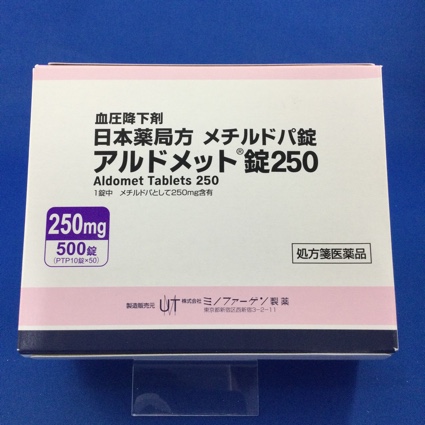 血圧降下剤
日本薬局方 メチルドパ錠
アルドメット®錠250
Aldomet Tablets 250
1錠中 メチルドパとして250mg含有
250mg
500錠
(PTP10錠×50)
処方箋医薬品
製造販売元 株式会社 ミノファーゲン製薬
東京都新宿区西新宿3-2-11